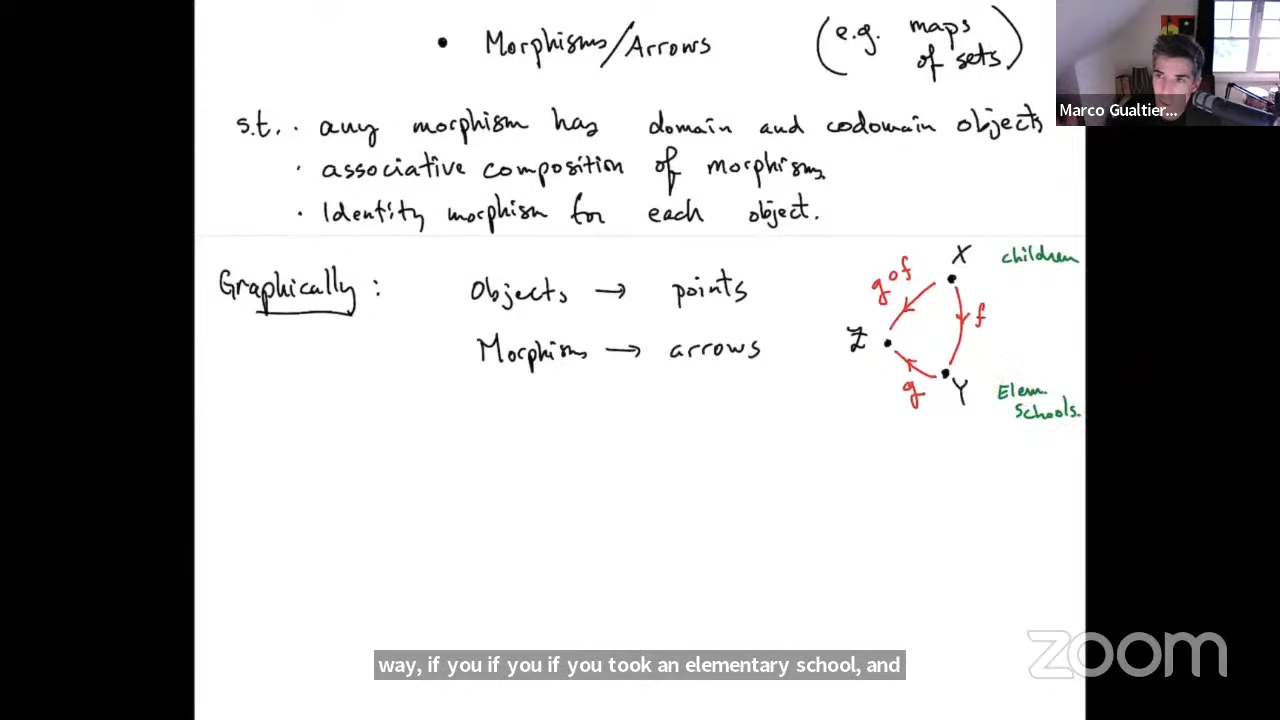 • Morphisms/Arrows (e.g. maps of sets)
Marco Gualtier...
s.t. · any morphism has domain and codomain objects
· associative composition of morphisms.
· Identity morphism for each object.
Graphically:
Objects → points
Morphism → arrows
X children
g∘f
f
Z
g
Y
Elem.
Schools.
way, if you if you if you took an elementary school, and
zoom